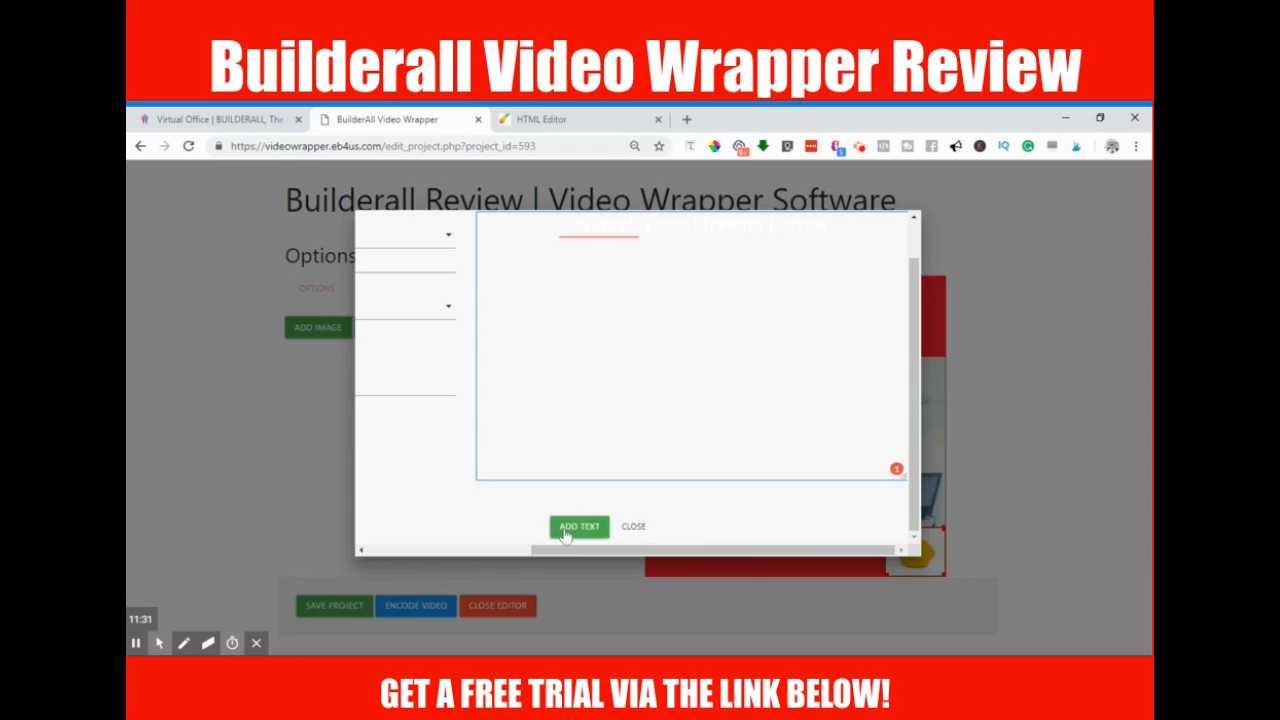 Builderall Video Wrapper Review
Virtual Office | BUILDERALL, The
BuilderAll Video Wrapper
HTML Editor
https://videowrapper.eb4us.com/edit_project.php?project_id=593
IQ
Builderall Review | Video Wrapper Software
Options
OPTIONS
ADD IMAGE
1
ADD TEXT
CLOSE
SAVE PROJECT
ENCODE VIDEO
CLOSE EDITOR
11:31
GET A FREE TRIAL VIA THE LINK BELOW!